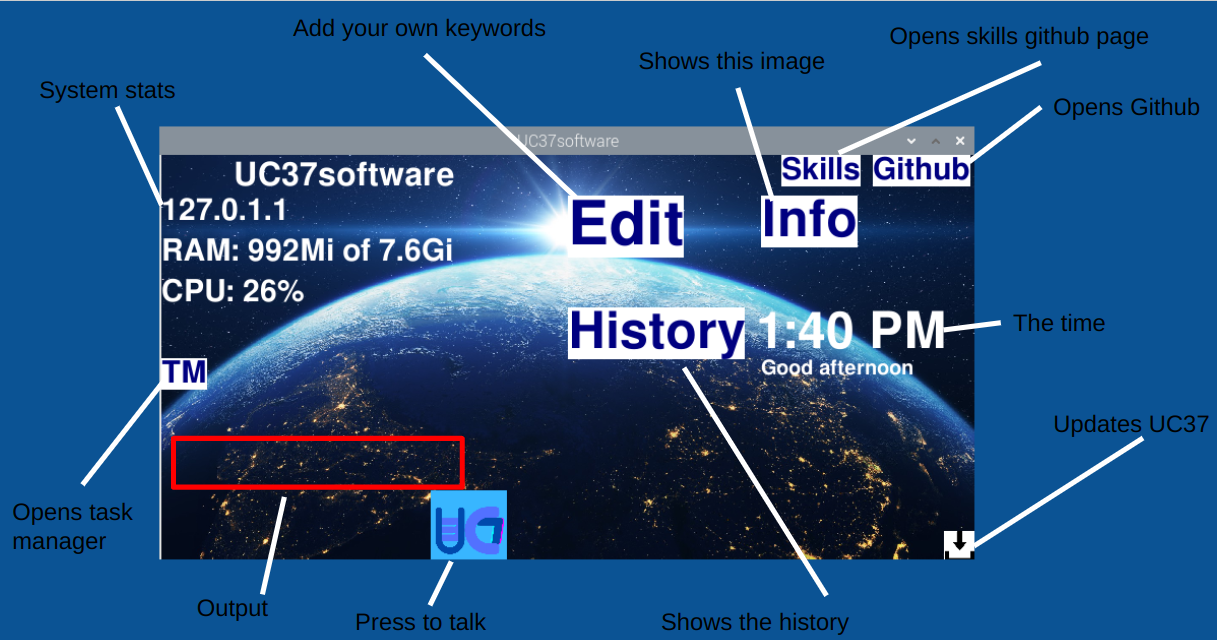 Add your own keywords
Opens skills github page
Shows this image
System stats
Opens Github
UC37software
Skills Github
UC37software
127.0.1.1
Edit
Info
RAM: 992Mi of 7.6Gi
CPU: 26%
History
1:40 PM
The time
Good afternoon
TM
Updates UC37
Opens task
manager
UC7
Output
Press to talk
Shows the history